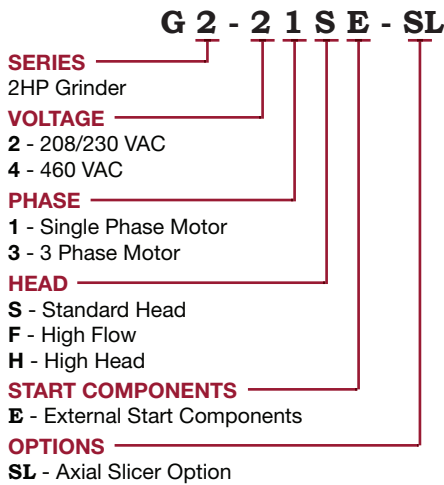 G 2 - 2 1 S E - SL
SERIES
2HP Grinder
VOLTAGE
2 - 208/230 VAC
4 - 460 VAC
PHASE
1 - Single Phase Motor
3 - 3 Phase Motor
HEAD
S - Standard Head
F - High Flow
H - High Head
START COMPONENTS
E - External Start Components
OPTIONS
SL - Axial Slicer Option